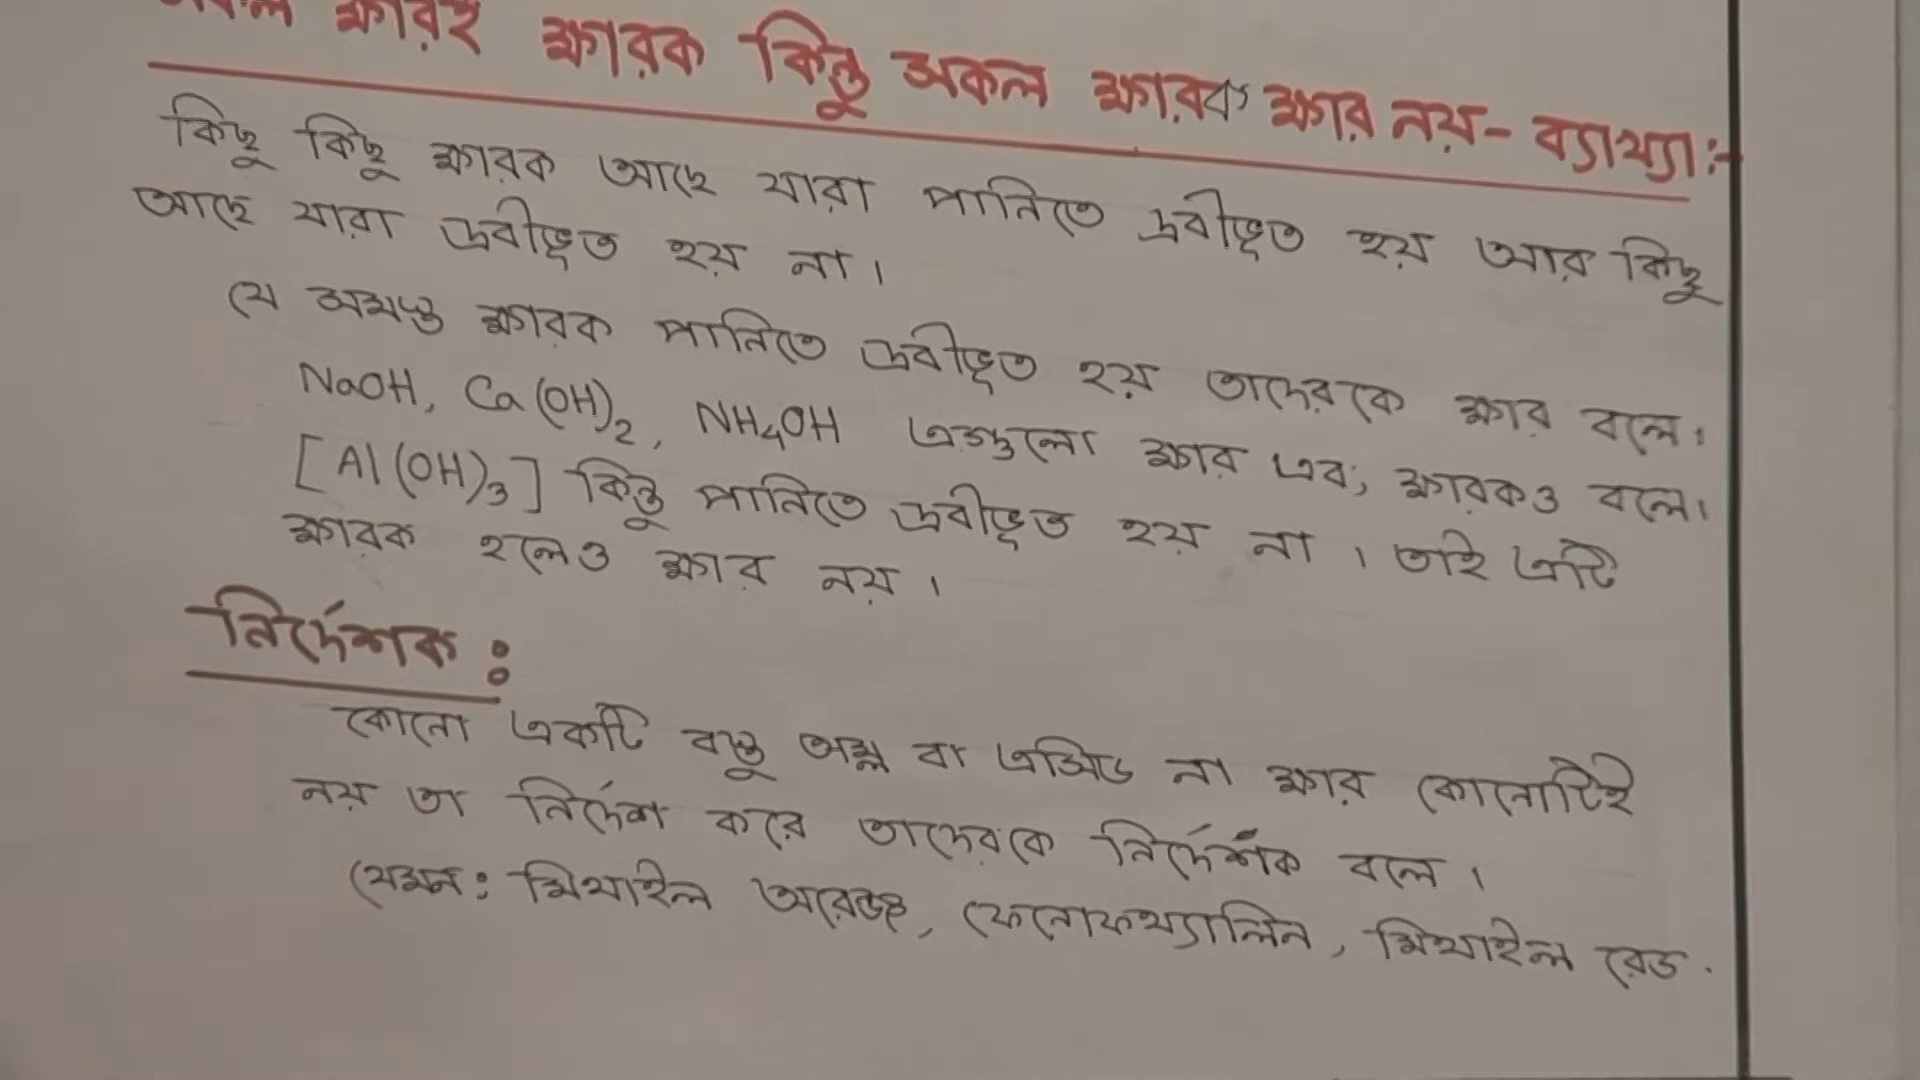 সকল ক্ষারই ক্ষারক কিন্তু সকল ক্ষারক ক্ষার নয়- ব্যাখ্যা:-
কিছু কিছু ক্ষারক আছে যারা পানিতে দ্রবীভূত হয় আর কিছু
আছে যারা দ্রবীভূত হয় না।
যে সমস্ত ক্ষারক পানিতে দ্রবীভূত হয় তাদেরকে ক্ষার বলে।
NaOH, Ca(OH)₂, NH₄OH এগুলো ক্ষার এবং ক্ষারকও বলে।
[Al(OH)₃] কিন্তু পানিতে দ্রবীভূত হয় না। তাই এটি
ক্ষারক হলেও ক্ষার নয়।
নির্দেশক:
কোনো একটি বস্তু অম্ল বা এসিড না ক্ষার কোনোটিই
নয় তা নির্দেশ করে তাদেরকে নির্দেশক বলে।
যেমন: মিথাইল অরেঞ্জ, ফেনোফথ্যালিন, মিথাইল রেড.